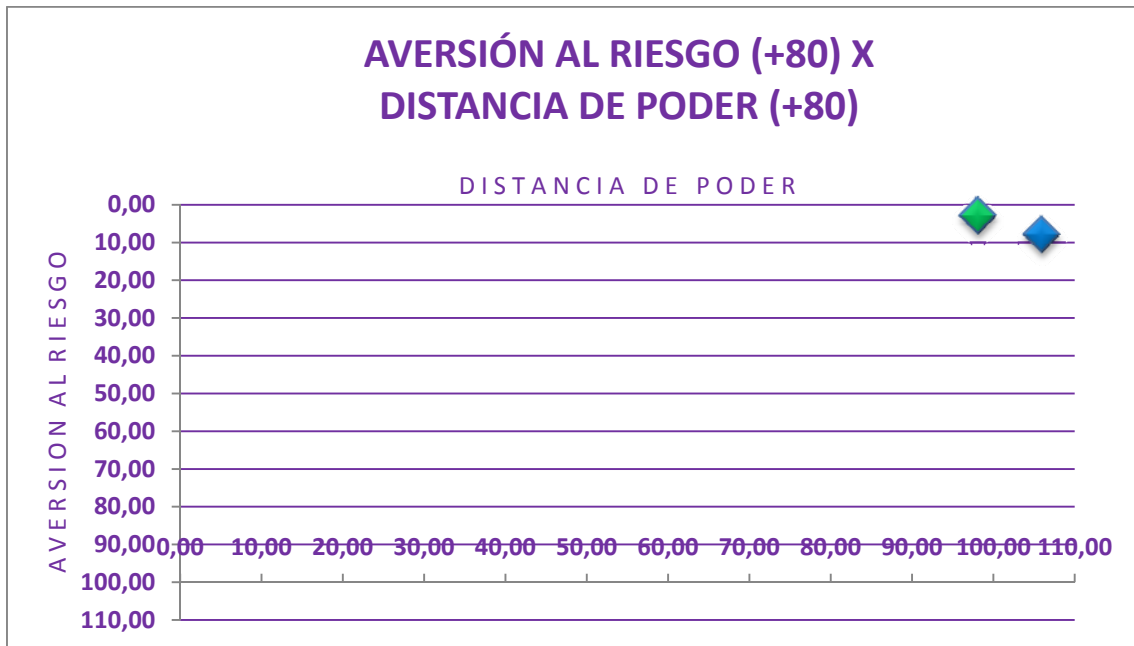 AVERSIÓN AL RIESGO (+80) X
DISTANCIA DE PODER (+80)
DISTANCIA DE PODER
AVERSION AL RIESGO
0,00
10,00
20,00
30,00
40,00
50,00
60,00
70,00
80,00
90,00
100,00
110,00
0,00 10,00 20,00 30,00 40,00 50,00 60,00 70,00 80,00 90,00 100,00 110,00